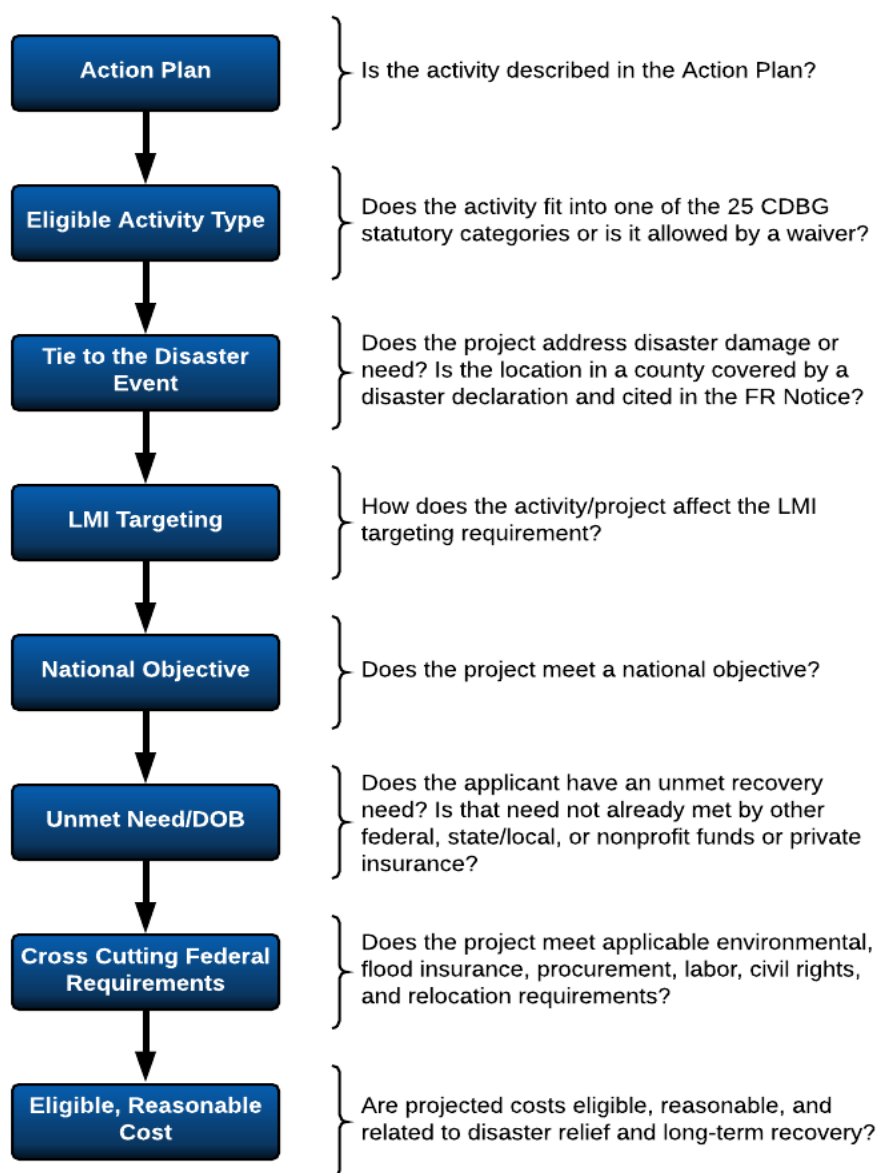 Action Plan
Is the activity described in the Action Plan?
Eligible Activity Type
Does the activity fit into one of the 25 CDBG
statutory categories or is it allowed by a waiver?
Tie to the Disaster
Event
Does the project address disaster damage or
need? Is the location in a county covered by a
disaster declaration and cited in the FR Notice?
LMI Targeting
How does the activity/project affect the LMI
targeting requirement?
National Objective
Does the project meet a national objective?
Unmet Need/DOB
Does the applicant have an unmet recovery
need? Is that need not already met by other
federal, state/local, or nonprofit funds or private
insurance?
Cross Cutting Federal
Requirements
Does the project meet applicable environmental,
flood insurance, procurement, labor, civil rights,
and relocation requirements?
Eligible, Reasonable
Cost
Are projected costs eligible, reasonable, and
related to disaster relief and long-term recovery?